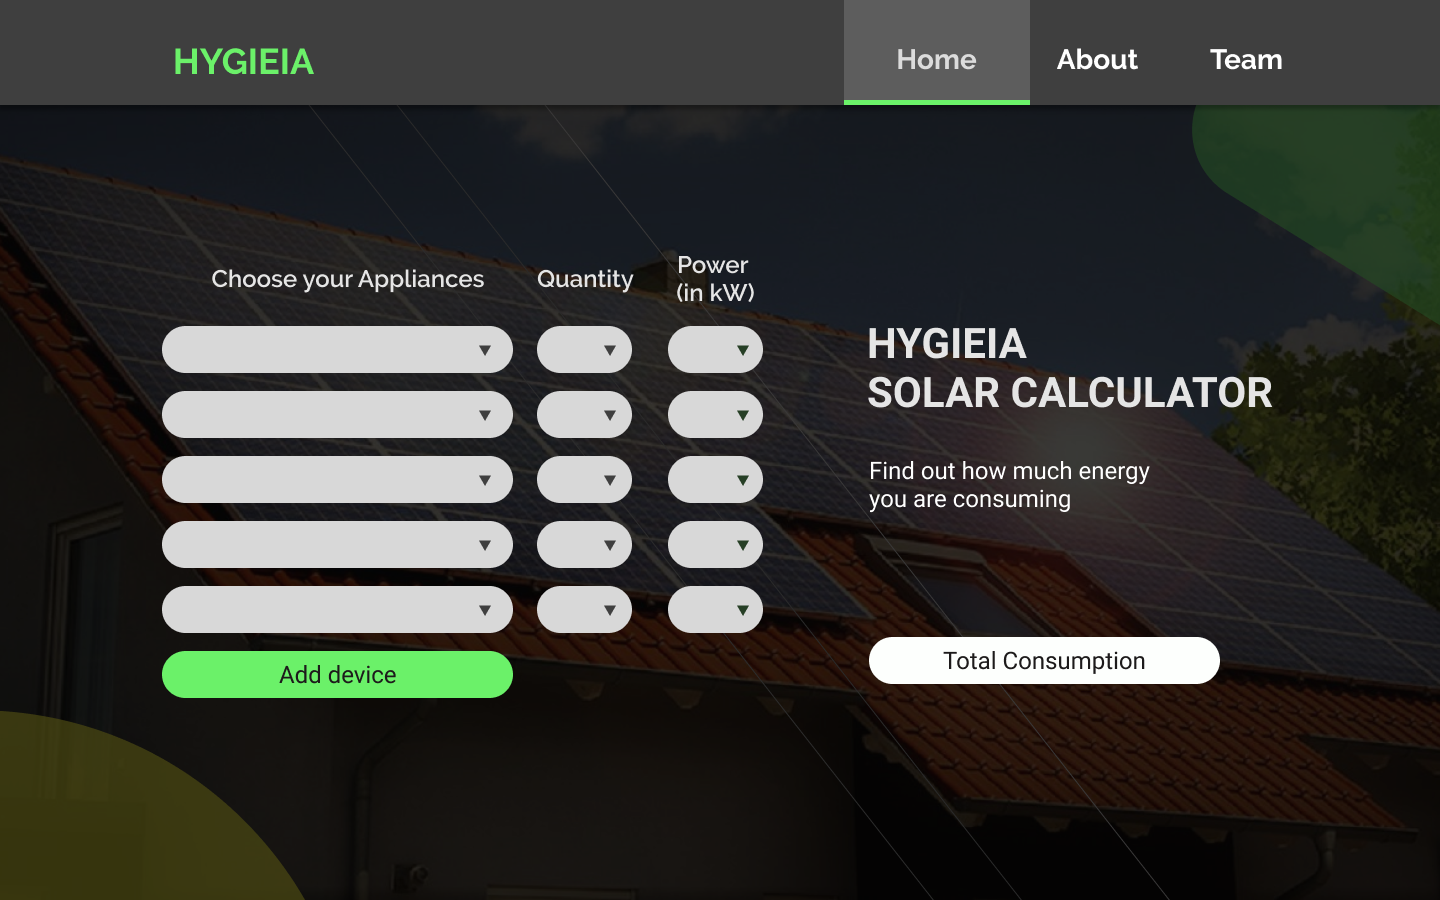 HYGIEIA
Home
About
Team
Choose your Appliances
Quantity
Power
(in kW)
HYGIEIA
SOLAR CALCULATOR
Find out how much energy
you are consuming
Add device
Total Consumption